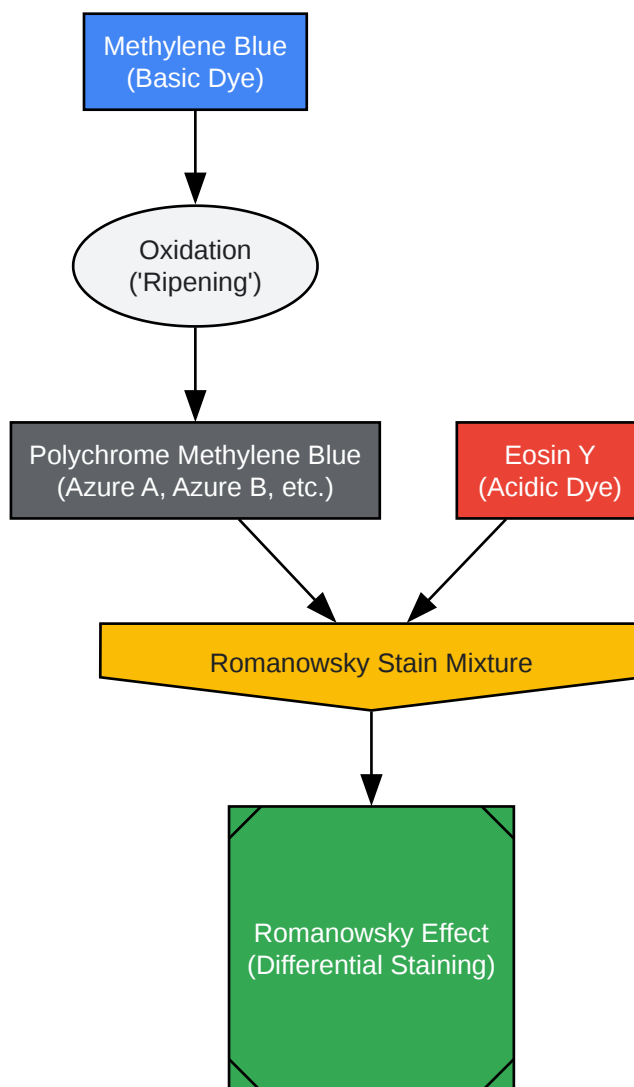 Methylene Blue
(Basic Dye)
Oxidation
('Ripening')
Polychrome Methylene Blue
(Azure A, Azure B, etc.)
Eosin Y
(Acidic Dye)
Romanowsky Stain Mixture
Romanowsky Effect
(Differential Staining)